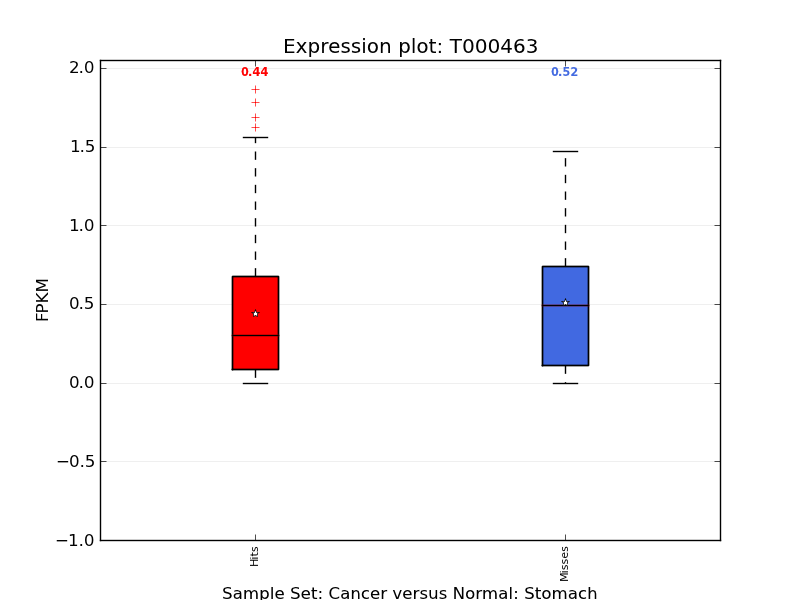 Expression plot: T000463
0.44
0.52
2.0
1.5
1.0
0.5
0.0
−0.5
−1.0
FPKM
Hits
Misses
Sample Set: Cancer versus Normal: Stomach